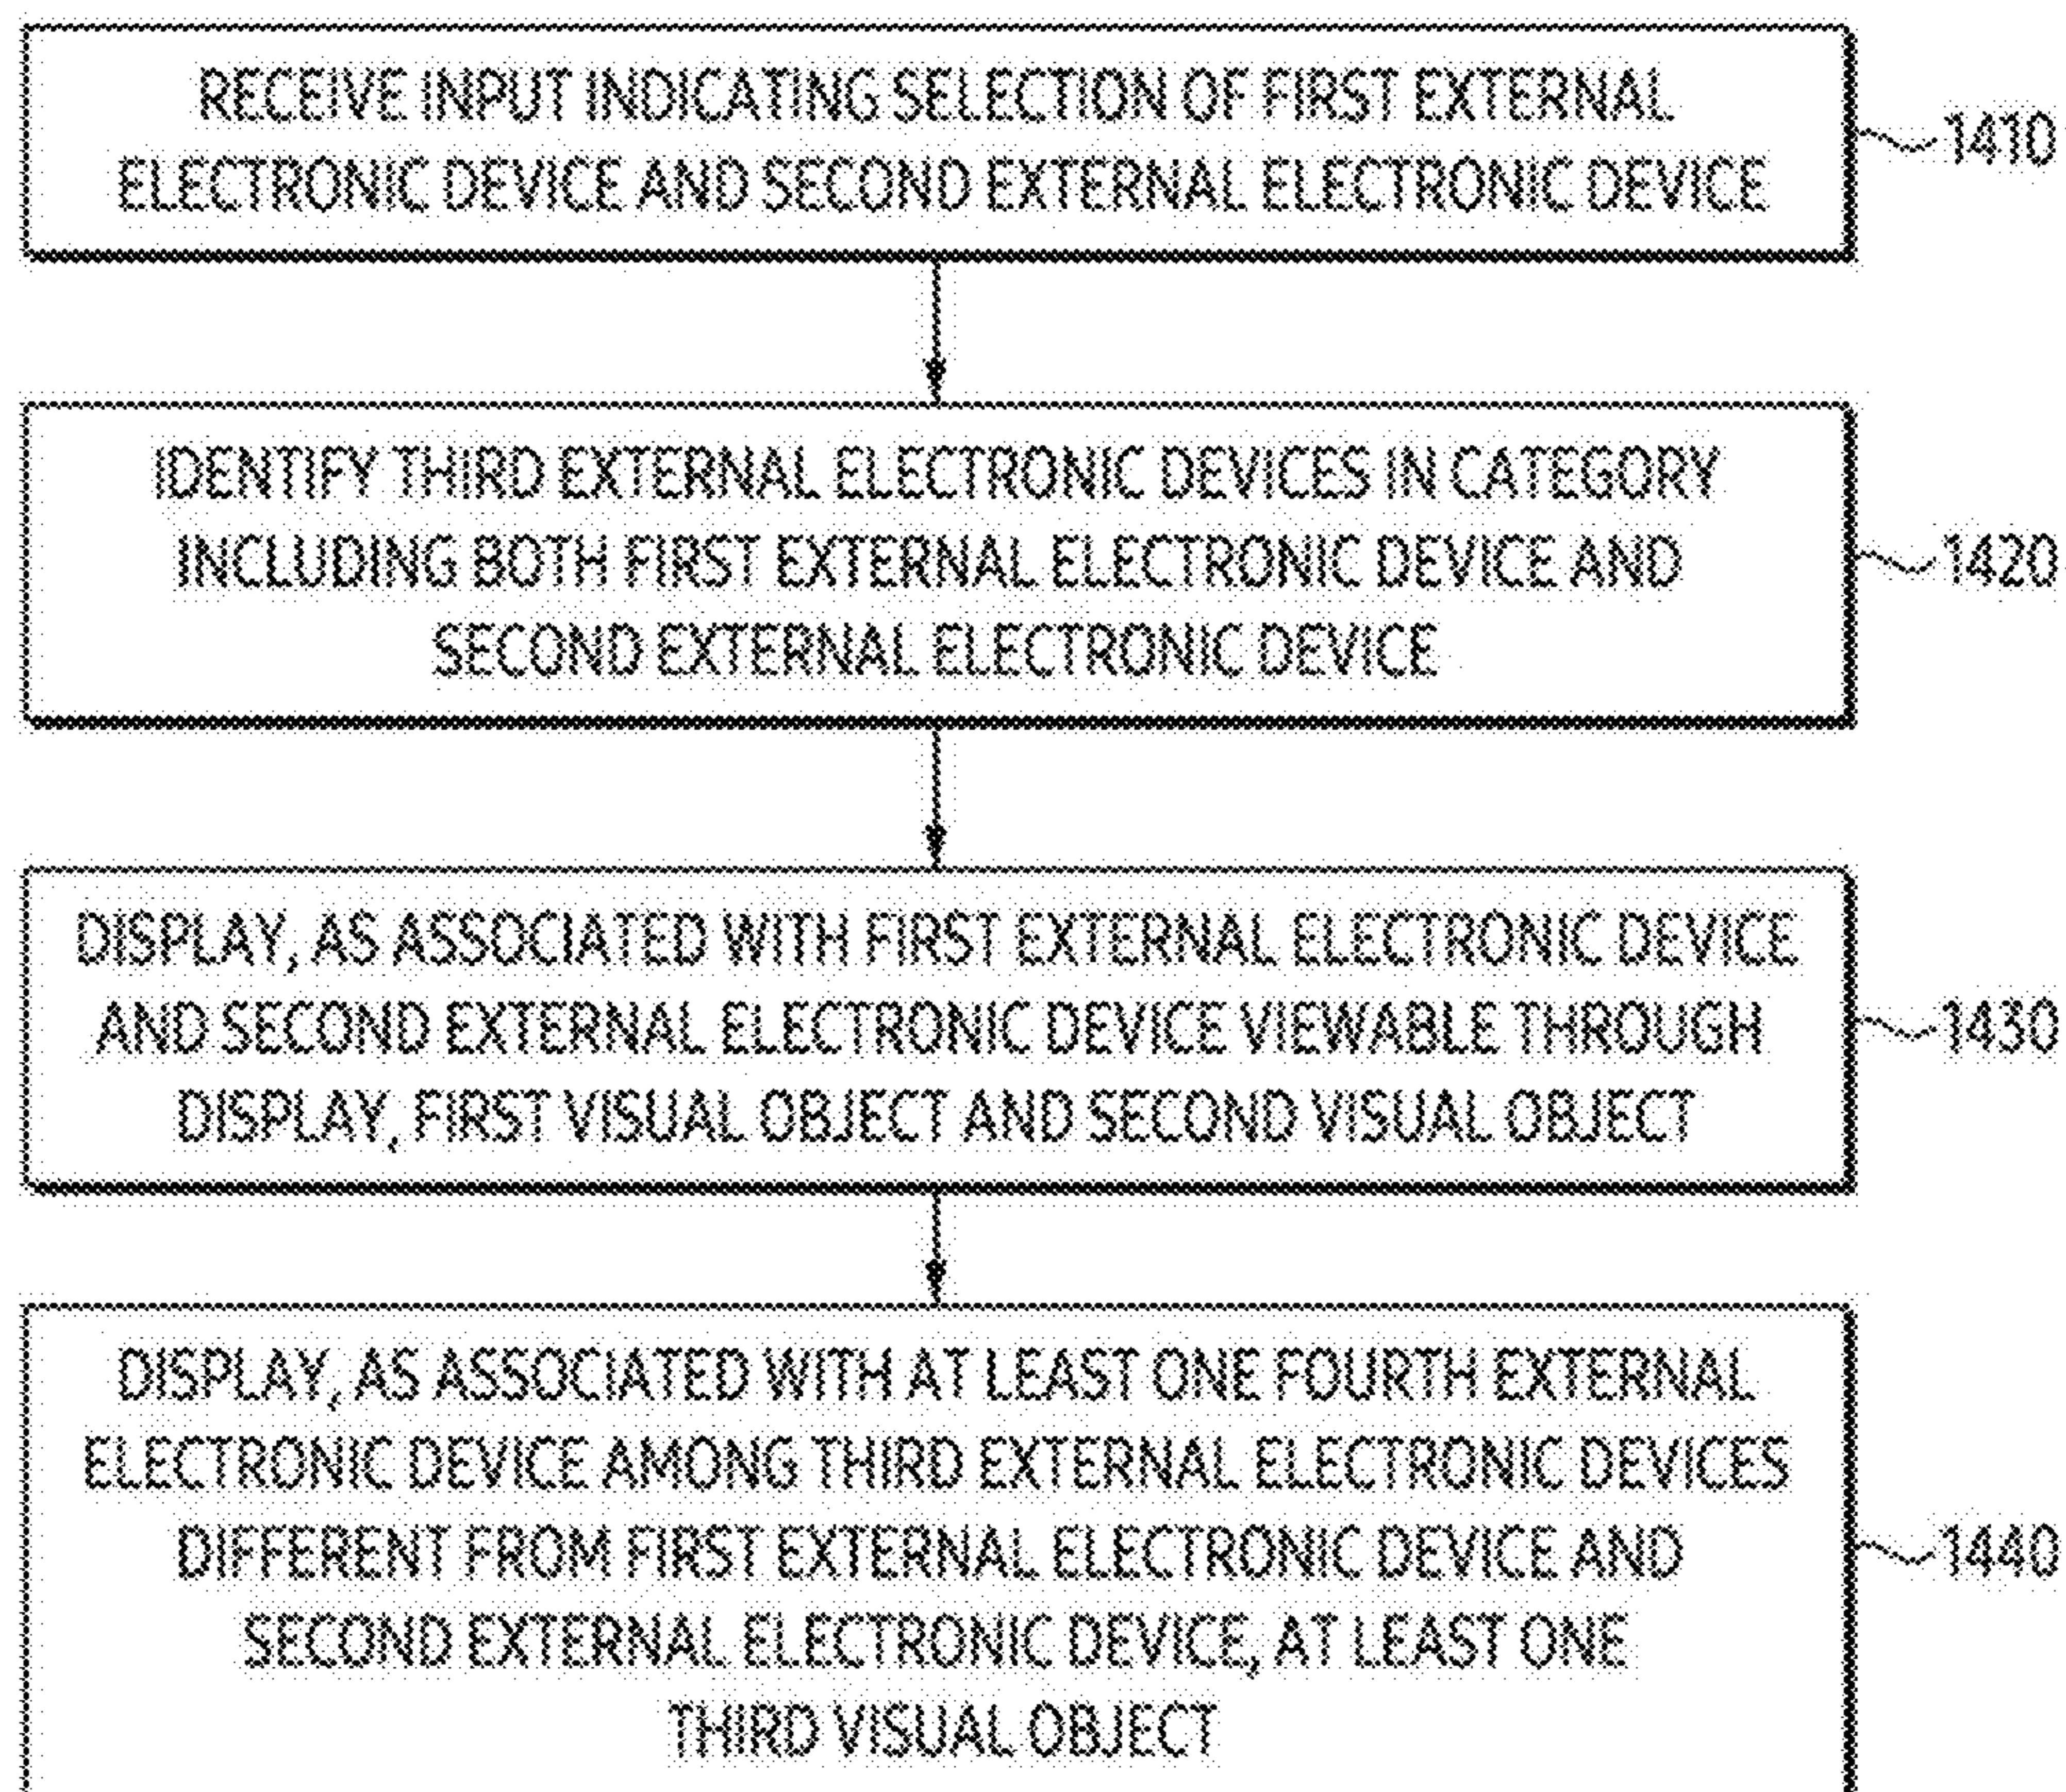 RECEIVE INPUT INDICATING SELECTION OF FIRST EXTERNAL
ELECTRONIC DEVICE AND SECOND EXTERNAL ELECTRONIC DEVICE
1410
IDENTIFY THIRD EXTERNAL ELECTRONIC DEVICES IN CATEGORY
INCLUDING BOTH FIRST EXTERNAL ELECTRONIC DEVICE AND
SECOND EXTERNAL ELECTRONIC DEVICE
1420
DISPLAY, AS ASSOCIATED WITH FIRST EXTERNAL ELECTRONIC DEVICE
AND SECOND EXTERNAL ELECTRONIC DEVICE VIEWABLE THROUGH
DISPLAY, FIRST VISUAL OBJECT AND SECOND VISUAL OBJECT
1430
DISPLAY, AS ASSOCIATED WITH AT LEAST ONE FOURTH EXTERNAL
ELECTRONIC DEVICE AMONG THIRD EXTERNAL ELECTRONIC DEVICES
DIFFERENT FROM FIRST EXTERNAL ELECTRONIC DEVICE AND
SECOND EXTERNAL ELECTRONIC DEVICE, AT LEAST ONE
THIRD VISUAL OBJECT
1440